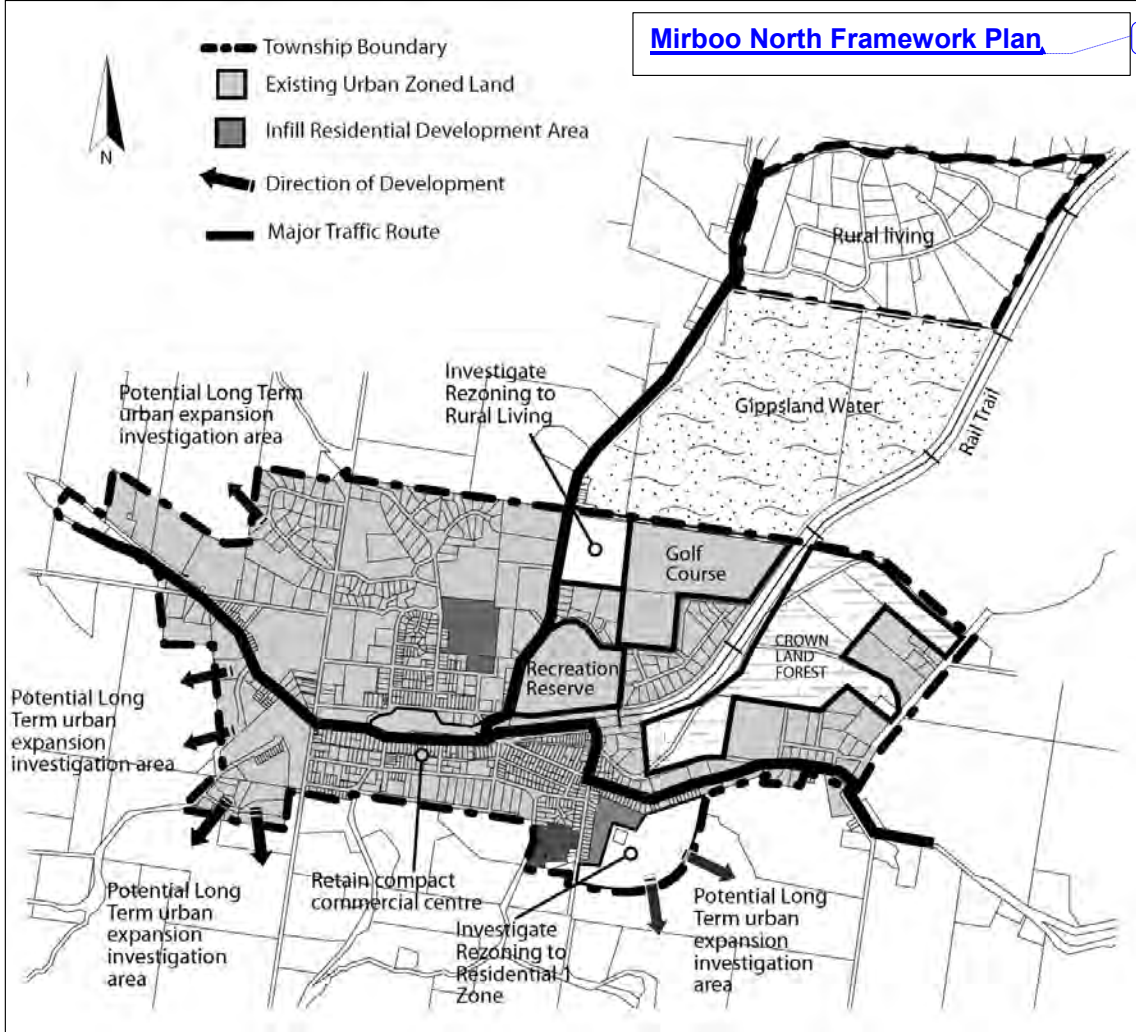 Mirboo North Framework Plan
Township Boundary
Existing Urban Zoned Land
Infill Residential Development Area
Direction of Development
Major Traffic Route
N
Rural living
Gippsland Water
Rail Trail
Investigate
Rezoning to
Rural Living
Potential Long Term
urban expansion
investigation area
Golf
Course
CROWN
LAND
FOREST
Recreation
Reserve
Potential Long
Term urban
expansion
investigation area
Retain compact
commercial centre
Potential Long
Term urban
expansion
investigation
area
Investigate
Rezoning to
Residential 1
Zone
Potential Long
Term urban
expansion
investigation
area